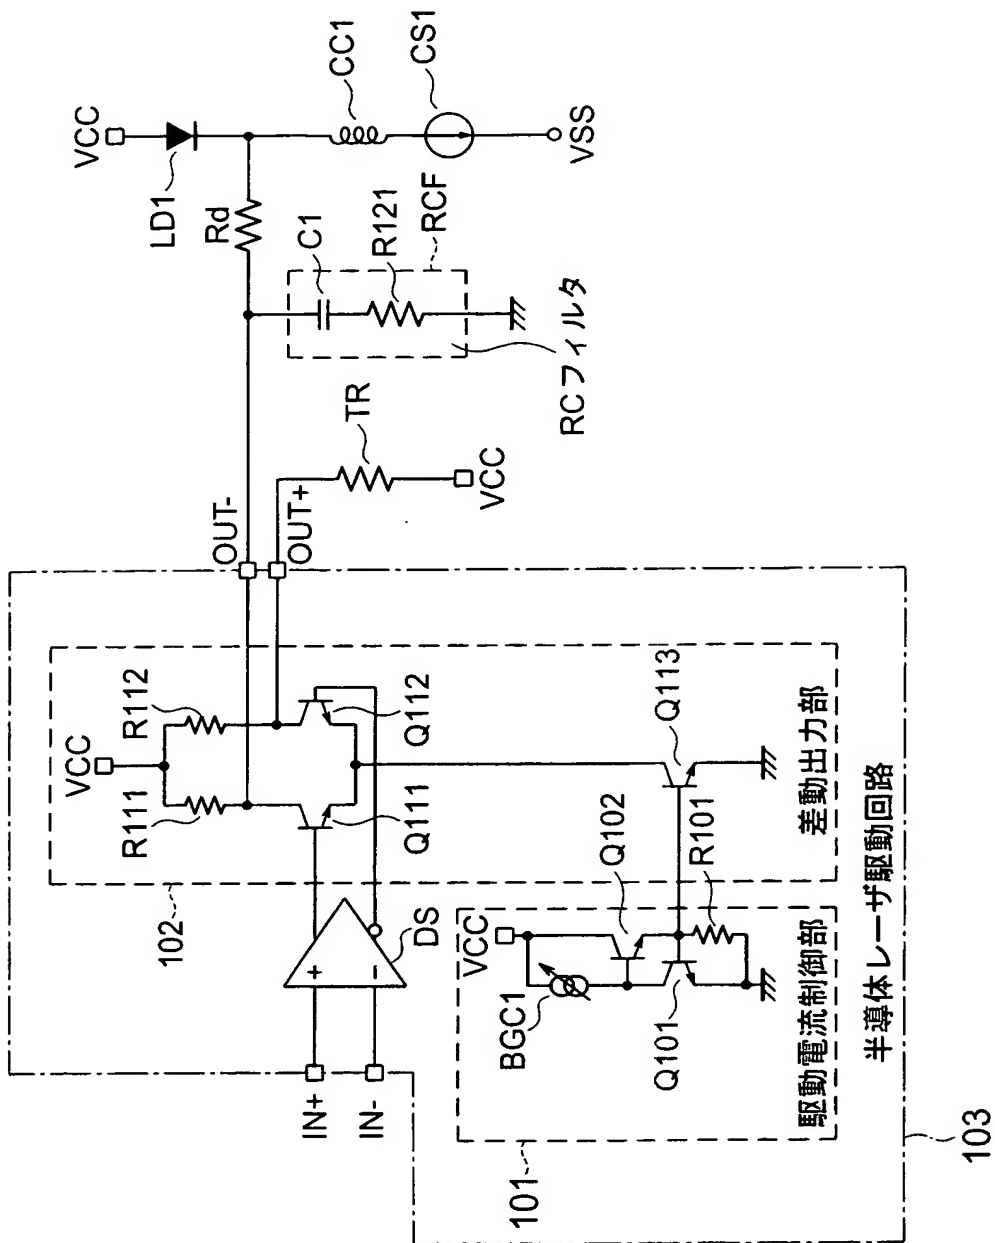 VCC
LD1
Rd
CC1
CS1
VSS
C1
R121
RCF
RCフィルタ
TR
VCC
OUT-
OUT+
VCC
R111
R112
Q111
Q112
Q113
差動出力部
102
DS
+
-
IN+
IN-
VCC
BGC1
Q102
Q101
R101
駆動電流制御部
101
半導体レーザ駆動回路
103